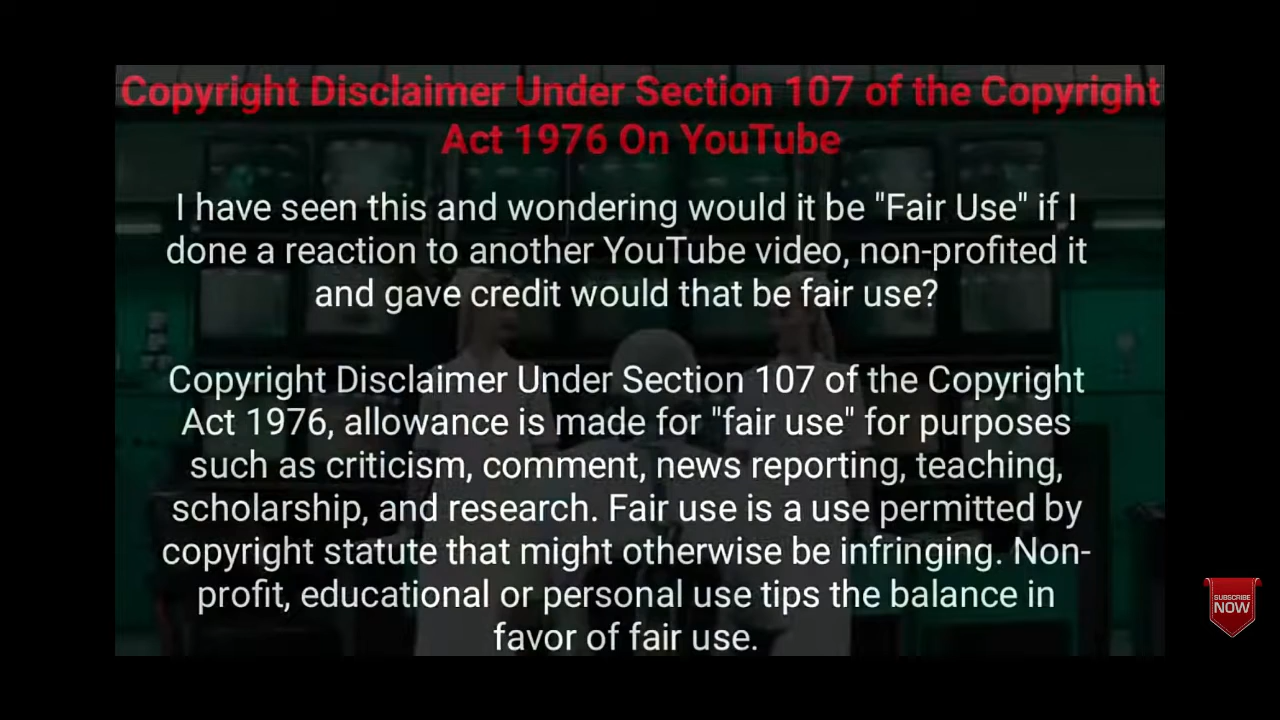 Copyright Disclaimer Under Section 107 of the Copyright
Act 1976 On YouTube
I have seen this and wondering would it be "Fair Use" if I
done a reaction to another YouTube video, non-profited it
and gave credit would that be fair use?
Copyright Disclaimer Under Section 107 of the Copyright
Act 1976, allowance is made for "fair use" for purposes
such as criticism, comment, news reporting, teaching,
scholarship, and research. Fair use is a use permitted by
copyright statute that might otherwise be infringing. Non-
profit, educational or personal use tips the balance in
favor of fair use.
SUBSCRIBE
NOW